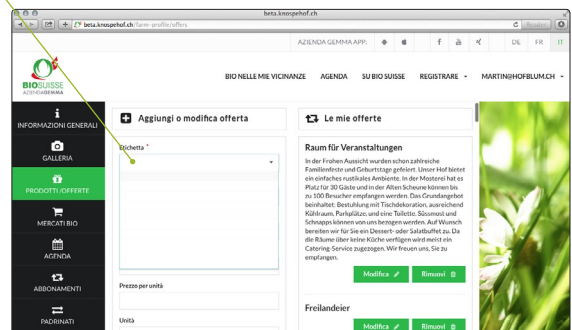 beta.knospehof.ch
beta.knospehof.ch/farm-profile/offers
Reader
AZIENDA GEMMA APP:
DE FR IT
BIOSUISSE
AZIENDAGEMMA
BIO NELLE MIE VICINANZE AGENDA SU BIO SUISSE REGISTRARE MARTIN@HOFBLUM.CH
INFORMAZIONI GENERALI
GALLERIA
PRODOTTI /OFFERTE
MERCATI BIO
AGENDA
ABBONAMENTI
PADRINATI
Aggiungi o modifica offerta
Etichetta *
Prezzo per unità
Unità
Le mie offerte
Raum für Veranstaltungen
In der Frohen Aussicht wurden schon zahlreiche
Familienfeste und Geburtstage gefeiert. Unser Hof bietet
ein einfaches rustikales Ambiente. In der Mosterei hat es
Platz für 30 Gäste und in der Alten Scheune können bis
zu 100 Besucher empfangen werden. Das Grundangebot
beinhaltet: Bestuhlung mit Tischdekoration, ausreichend
Kühlraum, Parkplätze, und eine Toilette. Süssmost und
Schnapps können von uns bezogen werden. Auf Wunsch
bereiten wir für Sie ein Dessert- oder Salatbuffet zu. Da
die Räume über keine Küche verfügen wird meist ein
Catering-Service zugezogen. Wir freuen uns, Sie zu
empfangen.
Modifica Rimuovi
Freilandeier
Modifica Rimuovi